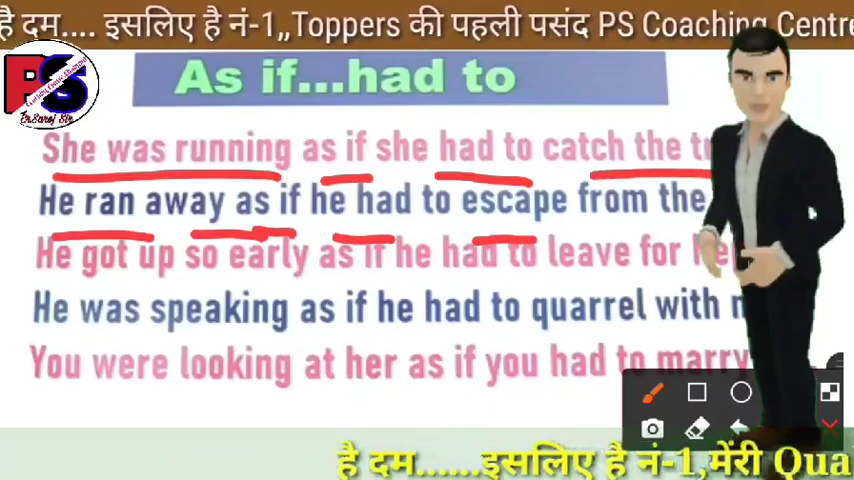 है दम.... इसलिए है नं-1,,Toppers की पहली पसंद PS Coaching Centre
PS
As if...had to
She was running as if she had to catch the
He ran away as if he had to escape from the
He got up so early as if he had to leave for
He was speaking as if he had to quarrel with
You were looking at her as if you had to marry
है दम......इसलिए है नं-1,मेंरी